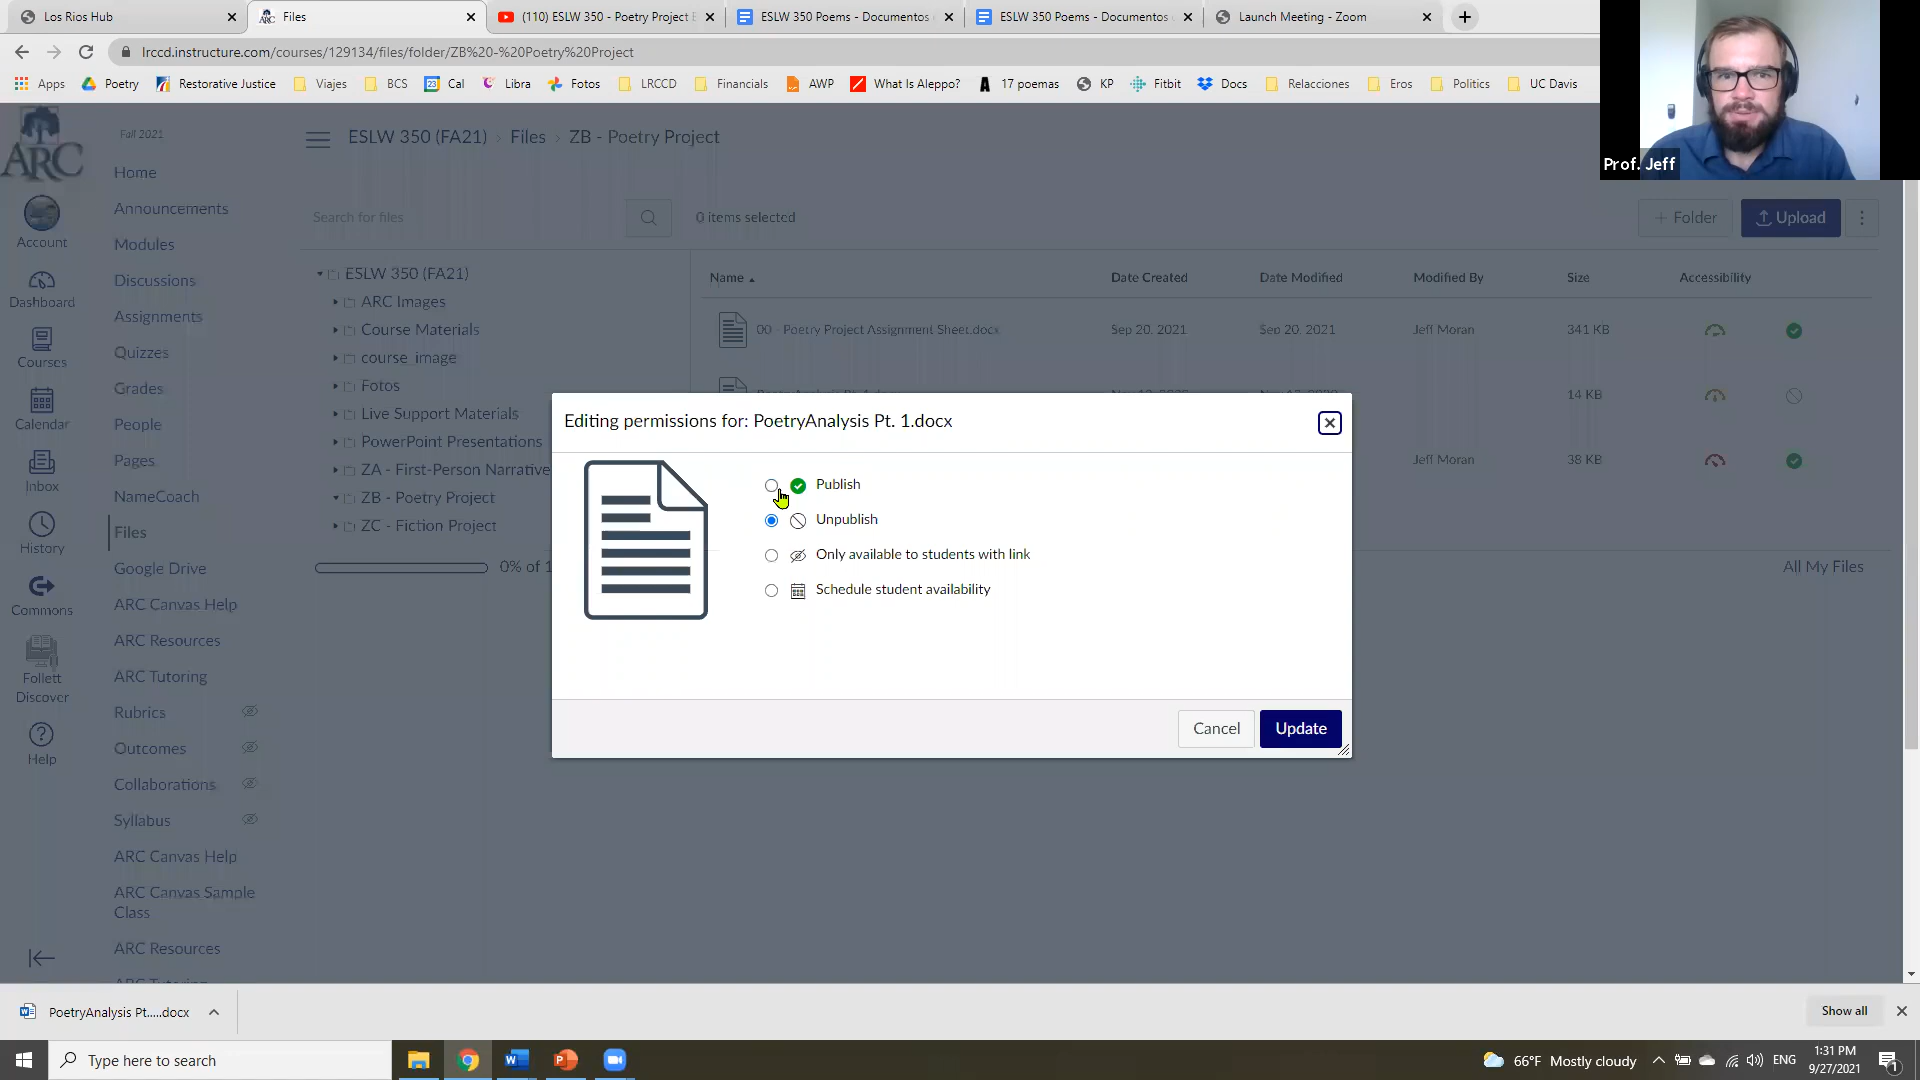 Los Rios Hub
Files
(110) ESLW 350 - Poetry Project
ESLW 350 Poems - Documentos
ESLW 350 Poems - Documentos
Launch Meeting - Zoom
lrccd.instructure.com/courses/129134/files/folder/ZB%20-%20Poetry%20Project
Apps
Poetry
Restorative Justice
Viajes
BCS
Cal
Libra
Fotos
LRCCD
Financials
AWP
What Is Aleppo?
17 poemas
KP
Fitbit
Docs
Relacciones
Eros
Politics
UC Davis
Prof. Jeff
ARC
Account
Dashboard
Courses
Calendar
Inbox
History
Commons
Follett
Discover
Help
Fall 2021
Home
Announcements
Modules
Discussions
Assignments
Quizzes
Grades
People
Pages
NameCoach
Files
Google Drive
ARC Canvas Help
ARC Resources
ARC Tutoring
Rubrics
Outcomes
Collaborations
Syllabus
ARC Canvas Help
ARC Canvas Sample
Class
ARC Resources
ESLW 350 (FA21) › Files › ZB - Poetry Project
Search for files
0 items selected
+ Folder
Upload
ESLW 350 (FA21)
ARC Images
Course Materials
course_image
Fotos
Live Support Materials
PowerPoint Presentations
ZA - First-Person Narrative
ZB - Poetry Project
ZC - Fiction Project
0% of 1
All My Files
Name
Date Created
Date Modified
Modified By
Size
Accessibility
00 - Poetry Project Assignment Sheet.docx
Sep 20, 2021
Sep 20, 2021
Jeff Moran
341 KB
14 KB
Jeff Moran
38 KB
Editing permissions for: PoetryAnalysis Pt. 1.docx
Publish
Unpublish
Only available to students with link
Schedule student availability
Cancel
Update
PoetryAnalysis Pt.....docx
Show all
Type here to search
66°F Mostly cloudy
ENG
1:31 PM
9/27/2021
1